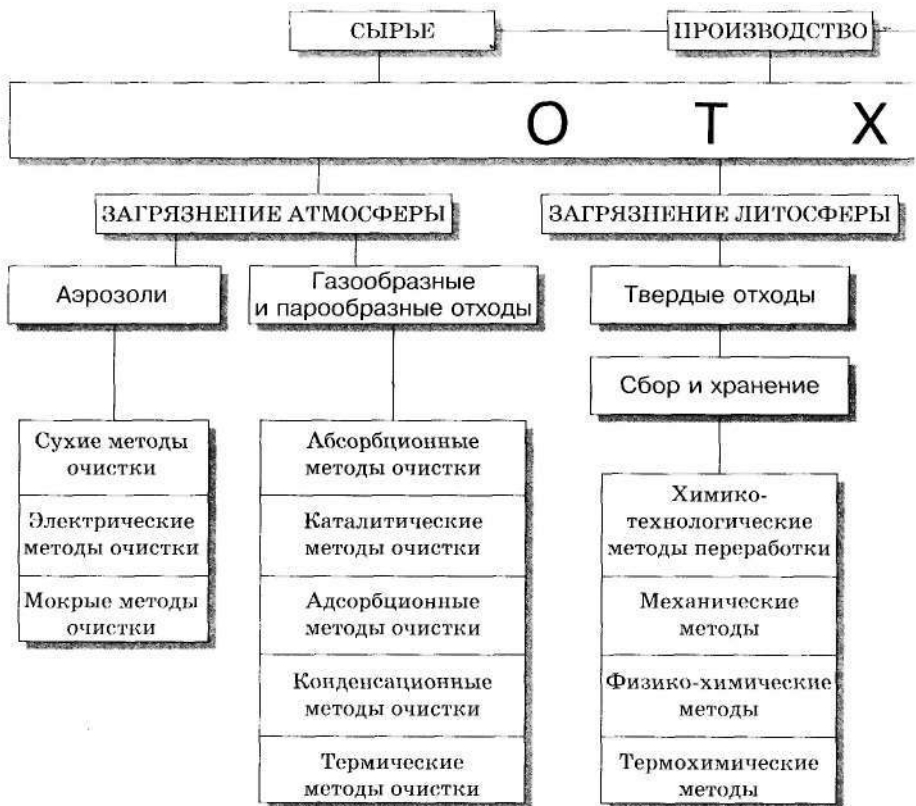 СЫРЬЕ
ПРОИЗВОДСТВО
О Т Х
ЗАГРЯЗНЕНИЕ АТМОСФЕРЫ
ЗАГРЯЗНЕНИЕ ЛИТОСФЕРЫ
Аэрозоли
Газообразные
и парообразные отходы
Твердые отходы
Сбор и хранение
Сухие методы
очистки
Электрические
методы очистки
Мокрые методы
очистки
Абсорбционные
методы очистки
Каталитические
методы очистки
Адсорбционные
методы очистки
Конденсационные
методы очистки
Термические
методы очистки
Химико-
технологические
методы переработки
Механические
методы
Физико-химические
методы
Термохимические
методы